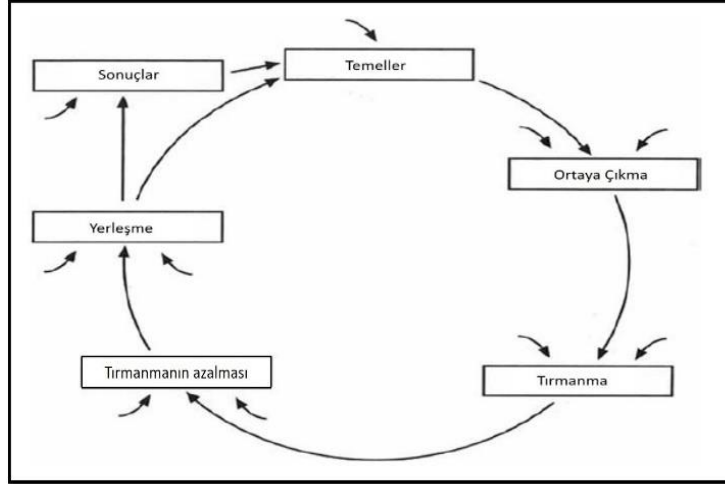 Sonuçlar
Temeller
Ortaya Çıkma
Yerleşme
Tırmanmanın azalması
Tırmanma